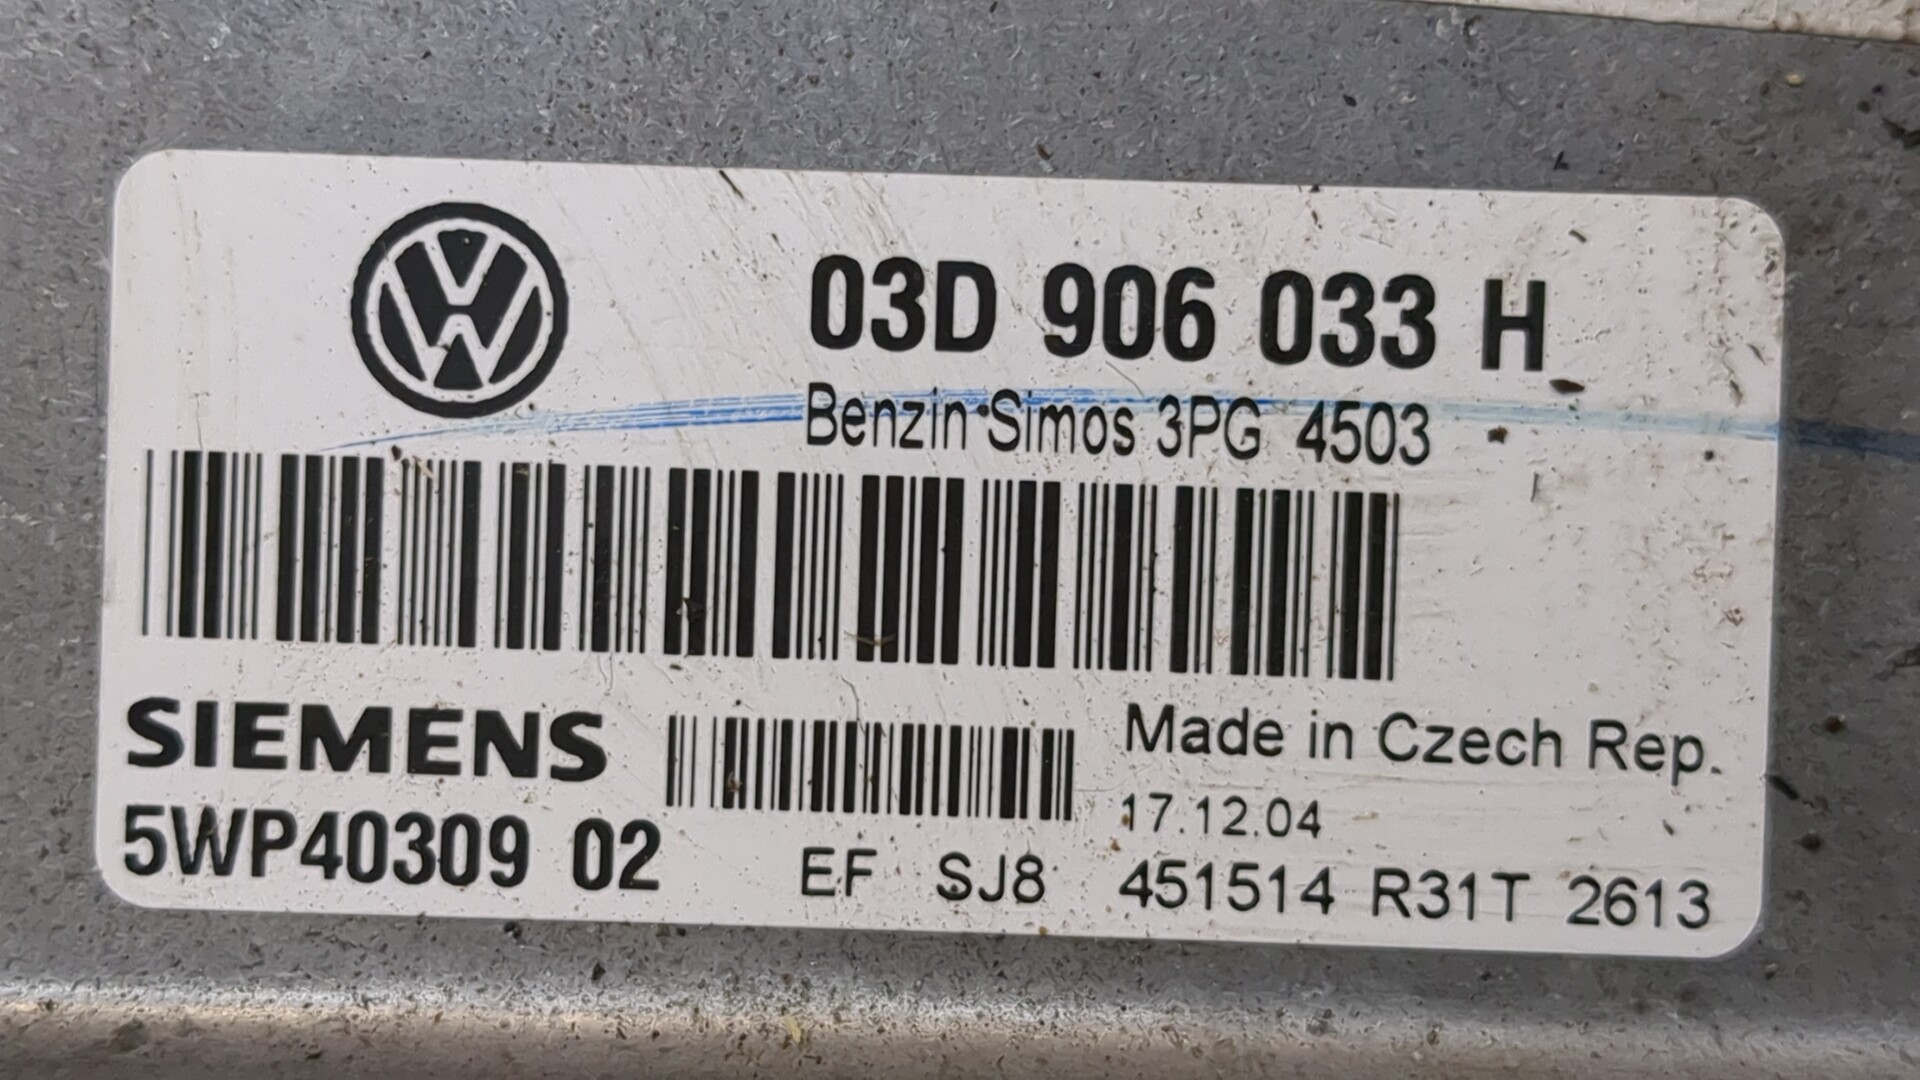 03D 906 033 H
Benzin Simos 3PG 4503
SIEMENS
Made in Czech Rep.
17.12.04
5WP40309 02
EF SJ8 451514 R31T 2613